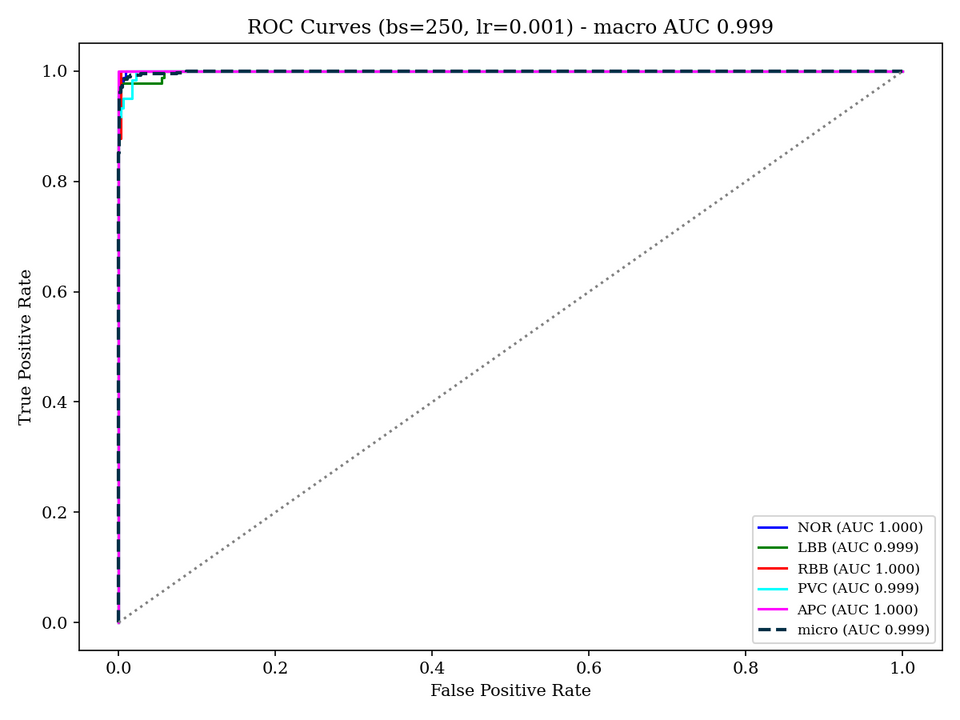 ROC Curves (bs=250, lr=0.001) - macro AUC 0.999
True Positive Rate
1.0
0.8
0.6
0.4
0.2
0.0
0.0 0.2 0.4 0.6 0.8 1.0
False Positive Rate
NOR (AUC 1.000)
LBB (AUC 0.999)
RBB (AUC 1.000)
PVC (AUC 0.999)
APC (AUC 1.000)
micro (AUC 0.999)